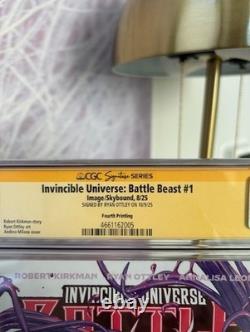 CGC Signature SERIES
Invincible Universe: Battle Beast #1
Image/Skybound, 8/25
SIGNED BY RYAN OTTLEY ON 10/9/25
Fourth Printing
Robert Kirkman story
Ryan Ottley art
Andrea Milana cover
4661162005
ROBERT KIRKMAN RYAN OTTLEY ANNALISA LEON
INVINCIBLE UNIVERSE
BATTLE